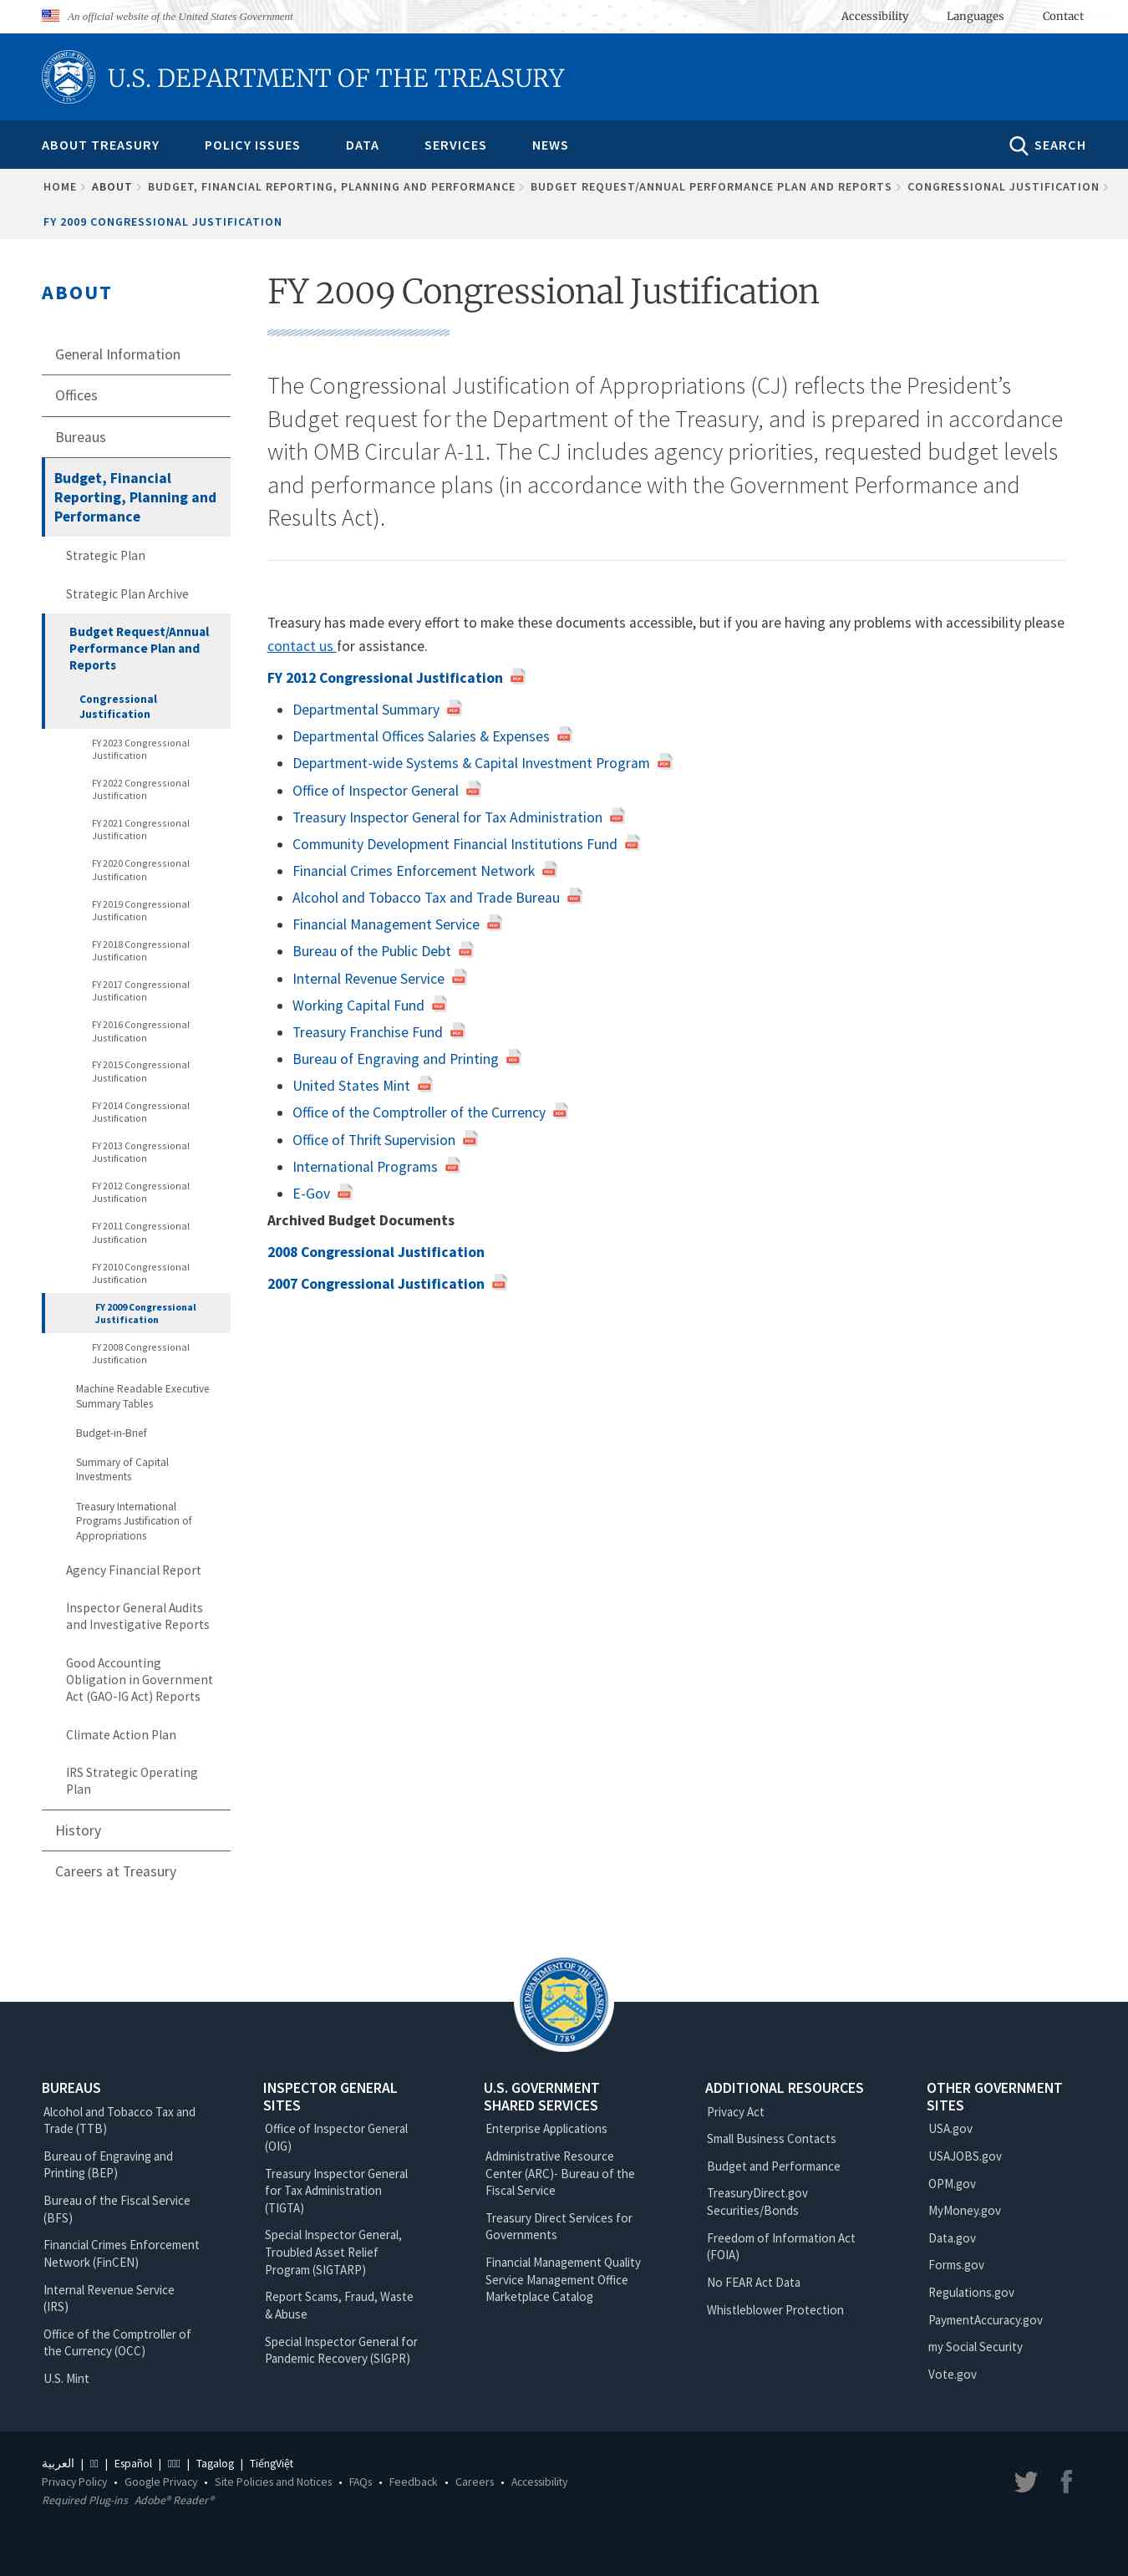 An official website of the United States Government
Accessibility
Languages
Contact
U.S. DEPARTMENT OF THE TREASURY
ABOUT TREASURY
POLICY ISSUES
DATA
SERVICES
NEWS
SEARCH
HOME
ABOUT
BUDGET, FINANCIAL REPORTING, PLANNING AND PERFORMANCE
BUDGET REQUEST/ANNUAL PERFORMANCE PLAN AND REPORTS
CONGRESSIONAL JUSTIFICATION
FY 2009 CONGRESSIONAL JUSTIFICATION
ABOUT
General Information
Offices
Bureaus
Budget, Financial
Reporting, Planning and
Performance
Strategic Plan
Strategic Plan Archive
Budget Request/Annual
Performance Plan and
Reports
Congressional
Justification
FY 2023 Congressional
Justification
FY 2022 Congressional
Justification
FY 2021 Congressional
Justification
FY 2020 Congressional
Justification
FY 2019 Congressional
Justification
FY 2018 Congressional
Justification
FY 2017 Congressional
Justification
FY 2016 Congressional
Justification
FY 2015 Congressional
Justification
FY 2014 Congressional
Justification
FY 2013 Congressional
Justification
FY 2012 Congressional
Justification
FY 2011 Congressional
Justification
FY 2010 Congressional
Justification
FY 2009 Congressional
Justification
FY 2008 Congressional
Justification
Machine Readable Executive
Summary Tables
Budget-in-Brief
Summary of Capital
Investments
Treasury International
Programs Justification of
Appropriations
Agency Financial Report
Inspector General Audits
and Investigative Reports
Good Accounting
Obligation in Government
Act (GAO-IG Act) Reports
Climate Action Plan
IRS Strategic Operating
Plan
History
Careers at Treasury
FY 2009 Congressional Justification
The Congressional Justification of Appropriations (CJ) reflects the President’s
Budget request for the Department of the Treasury, and is prepared in accordance
with OMB Circular A-11. The CJ includes agency priorities, requested budget levels
and performance plans (in accordance with the Government Performance and
Results Act).
Treasury has made every effort to make these documents accessible, but if you are having any problems with accessibility please
contact us for assistance.
FY 2012 Congressional Justification
• Departmental Summary
• Departmental Offices Salaries & Expenses
• Department-wide Systems & Capital Investment Program
• Office of Inspector General
• Treasury Inspector General for Tax Administration
• Community Development Financial Institutions Fund
• Financial Crimes Enforcement Network
• Alcohol and Tobacco Tax and Trade Bureau
• Financial Management Service
• Bureau of the Public Debt
• Internal Revenue Service
• Working Capital Fund
• Treasury Franchise Fund
• Bureau of Engraving and Printing
• United States Mint
• Office of the Comptroller of the Currency
• Office of Thrift Supervision
• International Programs
• E-Gov
Archived Budget Documents
2008 Congressional Justification
2007 Congressional Justification
THE DEPARTMENT OF THE TREASURY
1789
BUREAUS
Alcohol and Tobacco Tax and
Trade (TTB)
Bureau of Engraving and
Printing (BEP)
Bureau of the Fiscal Service
(BFS)
Financial Crimes Enforcement
Network (FinCEN)
Internal Revenue Service
(IRS)
Office of the Comptroller of
the Currency (OCC)
U.S. Mint
INSPECTOR GENERAL
SITES
Office of Inspector General
(OIG)
Treasury Inspector General
for Tax Administration
(TIGTA)
Special Inspector General,
Troubled Asset Relief
Program (SIGTARP)
Report Scams, Fraud, Waste
& Abuse
Special Inspector General for
Pandemic Recovery (SIGPR)
U.S. GOVERNMENT
SHARED SERVICES
Enterprise Applications
Administrative Resource
Center (ARC)- Bureau of the
Fiscal Service
Treasury Direct Services for
Governments
Financial Management Quality
Service Management Office
Marketplace Catalog
ADDITIONAL RESOURCES
Privacy Act
Small Business Contacts
Budget and Performance
TreasuryDirect.gov
Securities/Bonds
Freedom of Information Act
(FOIA)
No FEAR Act Data
Whistleblower Protection
OTHER GOVERNMENT
SITES
USA.gov
USAJOBS.gov
OPM.gov
MyMoney.gov
Data.gov
Forms.gov
Regulations.gov
PaymentAccuracy.gov
my Social Security
Vote.gov
العربية | | Español | | Tagalog | TiếngViệt
Privacy Policy • Google Privacy • Site Policies and Notices • FAQs • Feedback • Careers • Accessibility
Required Plug-ins Adobe® Reader®